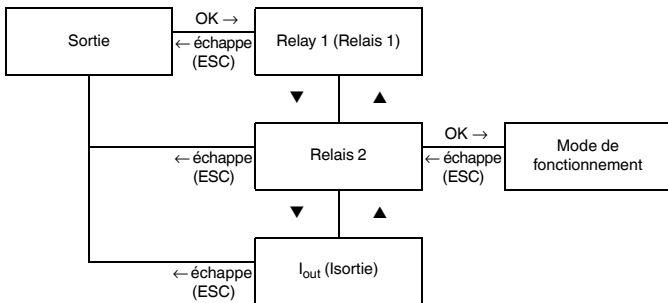 Sortie
OK →
← échappe
(ESC)
Relay 1 (Relais 1)
▼ ▲
← échappe
(ESC)
Relais 2
OK →
← échappe
(ESC)
Mode de
fonctionnement
▼ ▲
← échappe
(ESC)
Iout (Isortie)